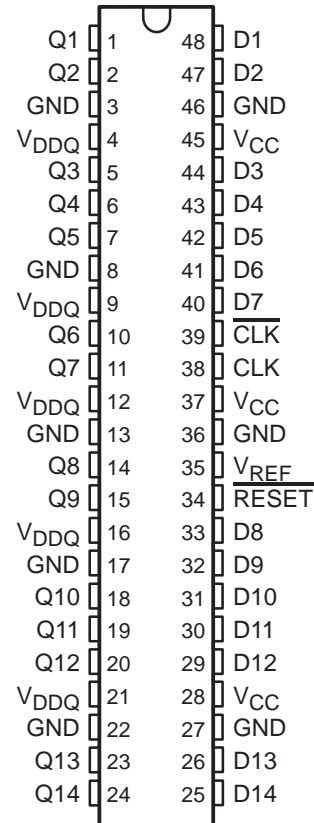 Q1 1 48 D1
Q2 2 47 D2
GND 3 46 GND
VDDQ 4 45 VCC
Q3 5 44 D3
Q4 6 43 D4
Q5 7 42 D5
GND 8 41 D6
VDDQ 9 40 D7
Q6 10 39 C̅L̅K̅
Q7 11 38 CLK
VDDQ 12 37 VCC
GND 13 36 GND
Q8 14 35 VREF
Q9 15 34 R̅E̅S̅E̅T̅
VDDQ 16 33 D8
GND 17 32 D9
Q10 18 31 D10
Q11 19 30 D11
Q12 20 29 D12
VDDQ 21 28 VCC
GND 22 27 GND
Q13 23 26 D13
Q14 24 25 D14